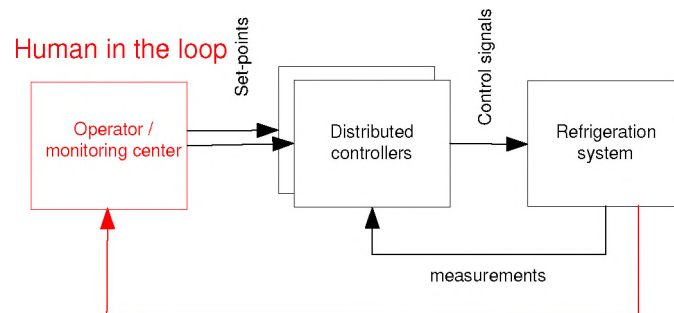 Human in the loop
Set-points
Control signals
Operator /
monitoring center
Distributed
controllers
Refrigeration
system
measurements